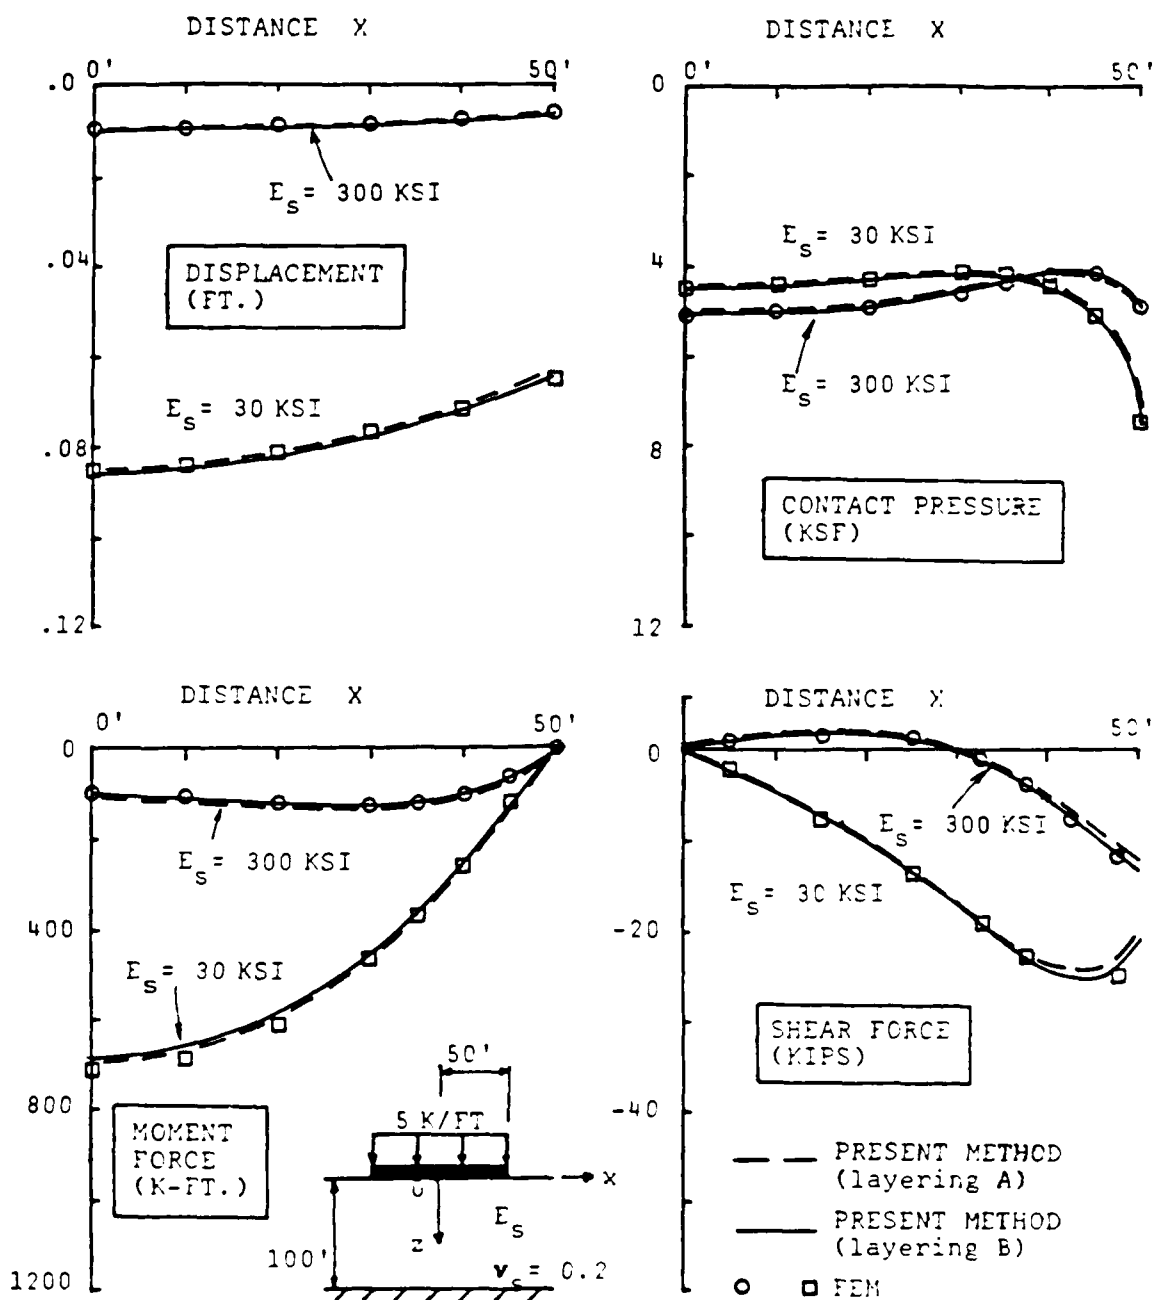 DISTANCE X
0' 50'
.0
E_s= 300 KSI
.04
DISPLACEMENT
(FT.)
E_s= 30 KSI
.08
.12
DISTANCE X
0' 50'
0
E_s= 30 KSI
4
E_s= 300 KSI
8
CONTACT PRESSURE
(KSF)
12
DISTANCE X
0' 50'
0
E_s= 300 KSI
400
E_s= 30 KSI
800
MOMENT
FORCE
(K-FT.)
1200
50'
5 K/FT
x
E_s
z
100'
= 0.2
DISTANCE X
50'
0
E_s= 300 KSI
E_s= 30 KSI
-20
SHEAR FORCE
(KIPS)
-40
PRESENT METHOD
(layering A)
PRESENT METHOD
(layering B)
FEM